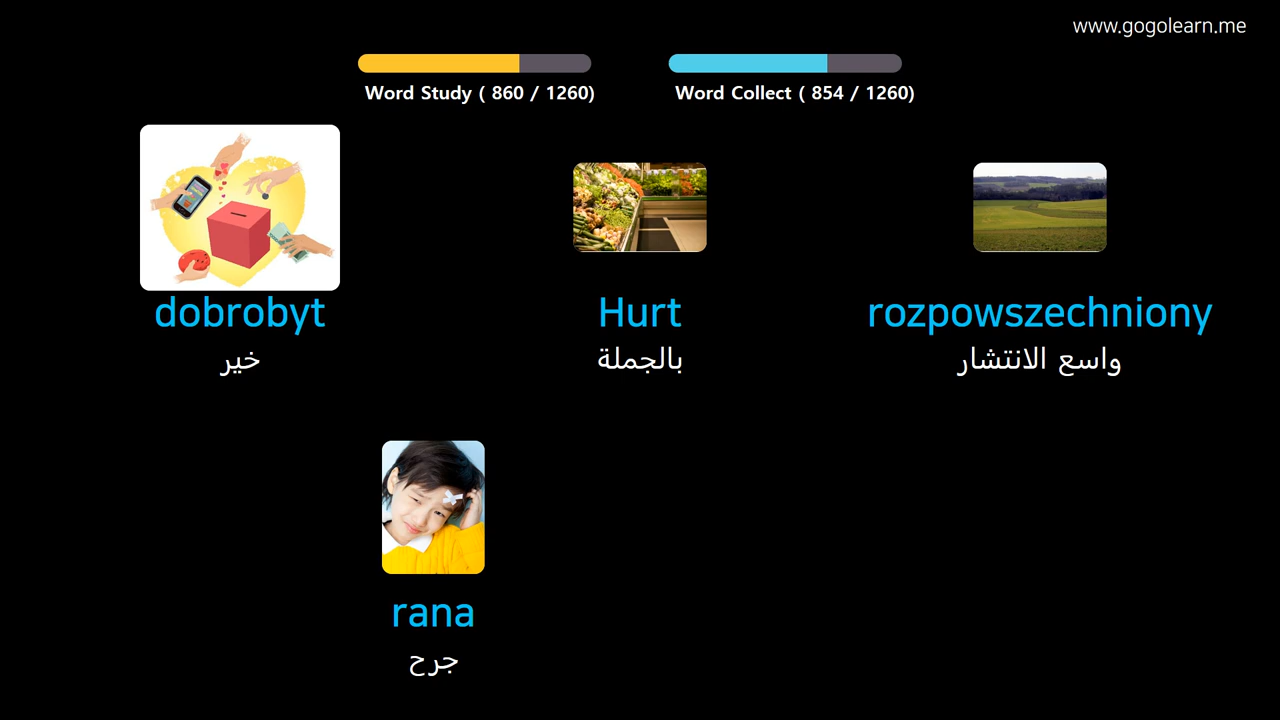 www.gogolearn.me
Word Study ( 860 / 1260)
Word Collect ( 854 / 1260)
dobrobyt
خير
Hurt
بالجملة
rozpowszechniony
واسع الانتشار
rana
جرح